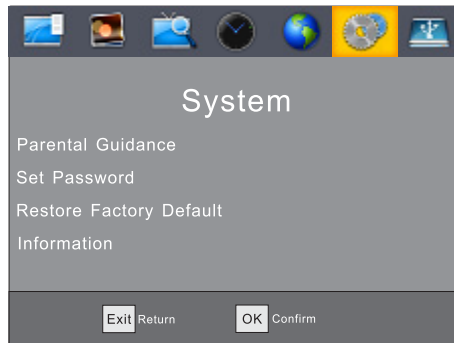 System
Parental Guidance
Set Password
Restore Factory Default
Information
Exit Return OK Confirm